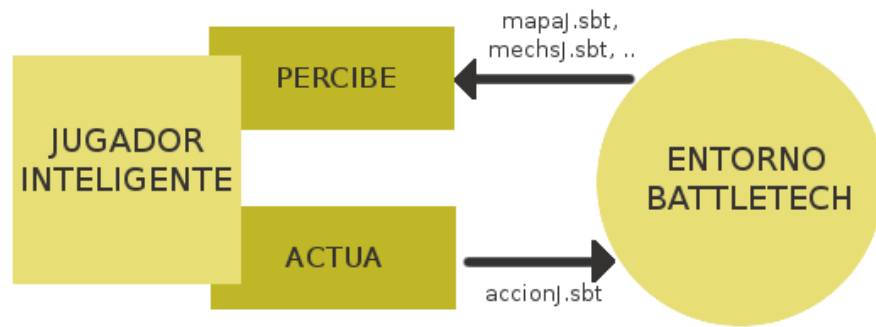 mapaJ.sbt,
mechsJ.sbt, ..
PERCIBE
JUGADOR
INTELIGENTE
ENTORNO
BATTLETECH
ACTUA
accionJ.sbt